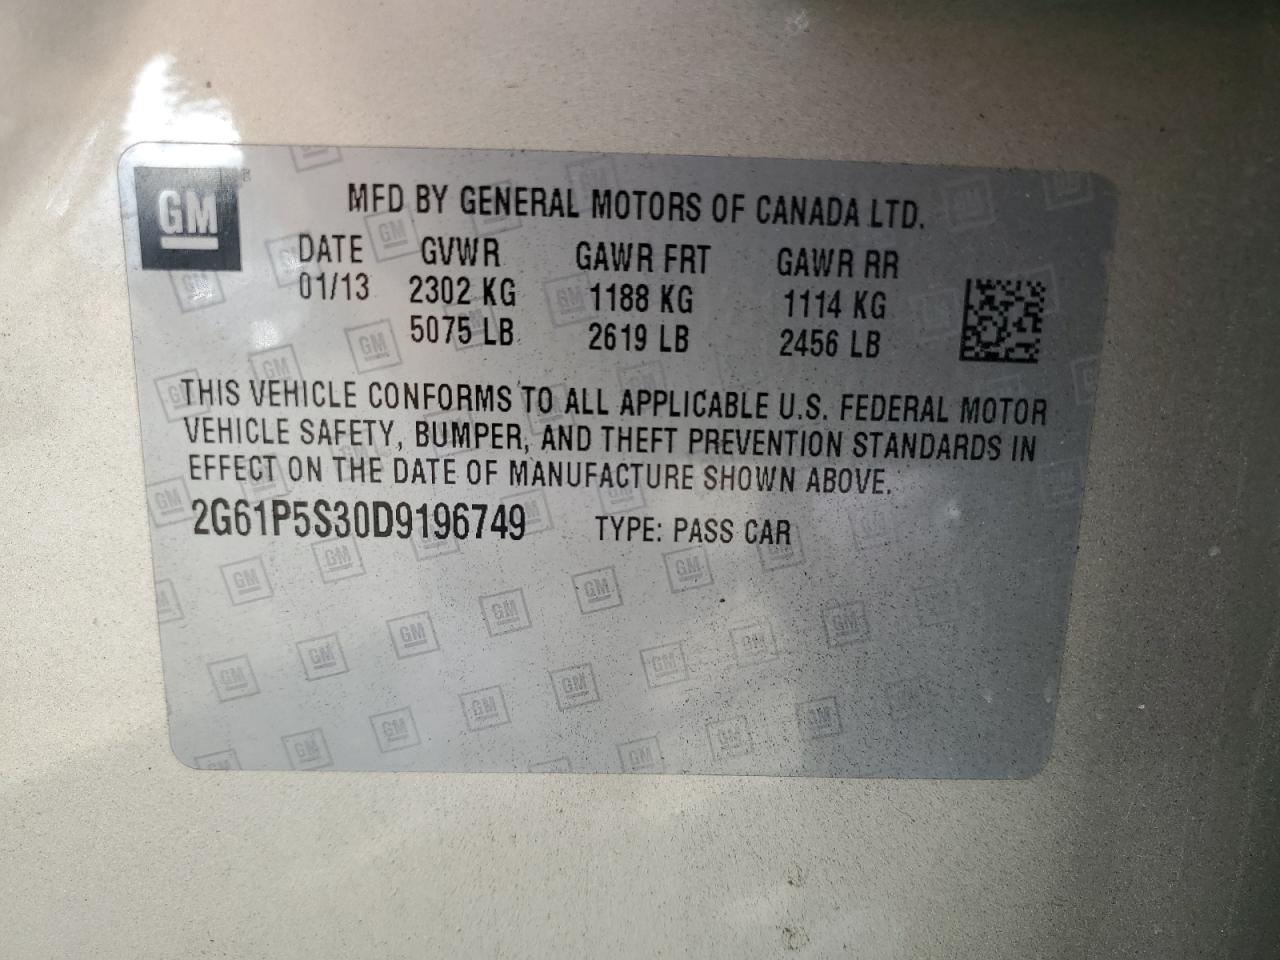 GM
MFD BY GENERAL MOTORS OF CANADA LTD.
DATE GVWR GAWR FRT GAWR RR
01/13 2302 KG 1188 KG 1114 KG
5075 LB 2619 LB 2456 LB
THIS VEHICLE CONFORMS TO ALL APPLICABLE U.S. FEDERAL MOTOR
VEHICLE SAFETY, BUMPER, AND THEFT PREVENTION STANDARDS IN
EFFECT ON THE DATE OF MANUFACTURE SHOWN ABOVE.
2G61P5S30D9196749 TYPE: PASS CAR